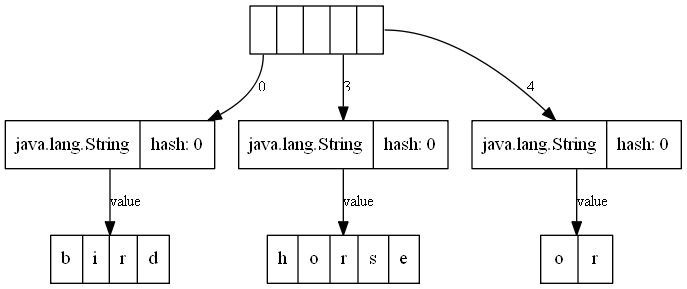 0 3 4
java.lang.String hash: 0 java.lang.String hash: 0 java.lang.String hash: 0
value value value
b i r d h o r s e o r